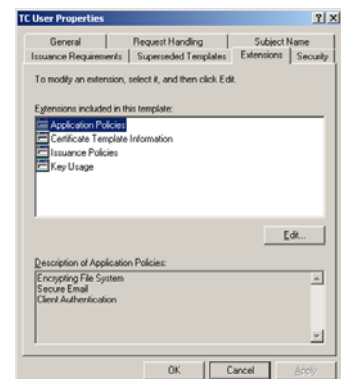 TC User Properties
General
Request Handling
Subject Name
Issuance Requirements
Superseded Templates
Extensions
Security
To modify an extension, select it, and then click Edit.
Extensions included in this template:
Application Policies
Certificate Template Information
Issuance Policies
Key Usage
Edit...
Description of Application Policies:
Encrypting File System
Secure Email
Client Authentication
OK
Cancel
Apply